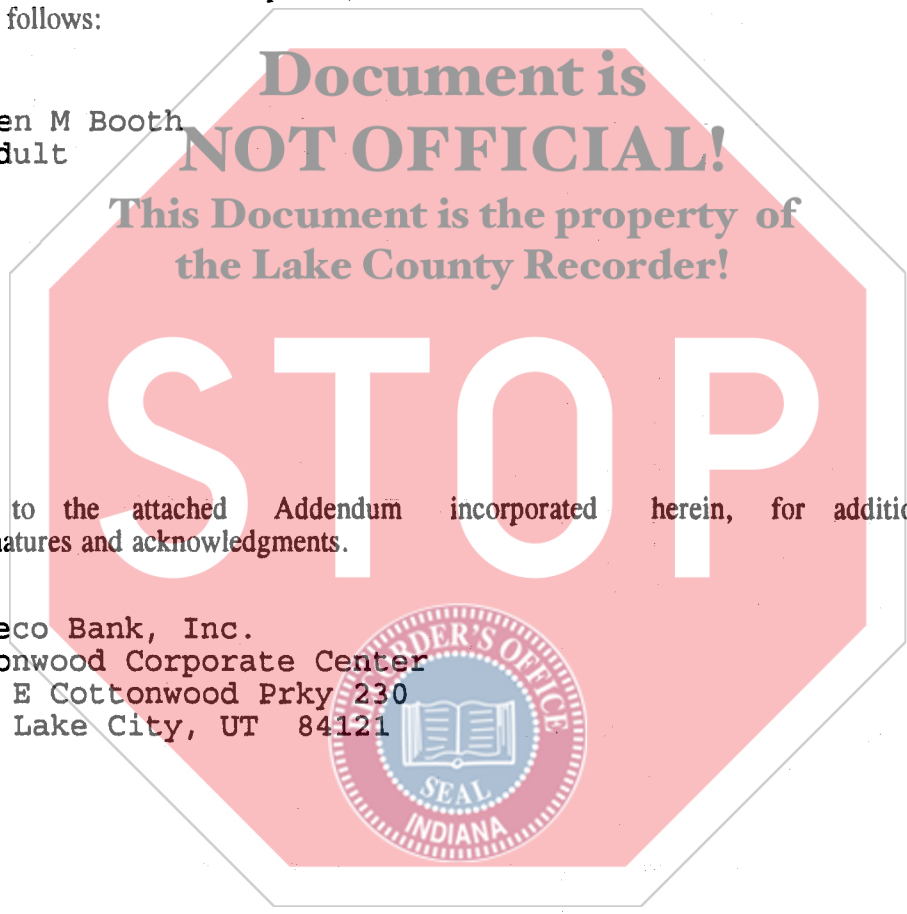 follows:
Document is
en M Booth
NOT OFFICIAL!
dult
This Document is the property of
the Lake County Recorder!
STOP
to the attached Addendum incorporated herein, for additio
natures and acknowledgments.
eco Bank, Inc.
onwood Corporate Center
E Cottonwood Prky 230
Lake City, UT 84121
RECORDER'S OFFICE
SEAL
INDIANA